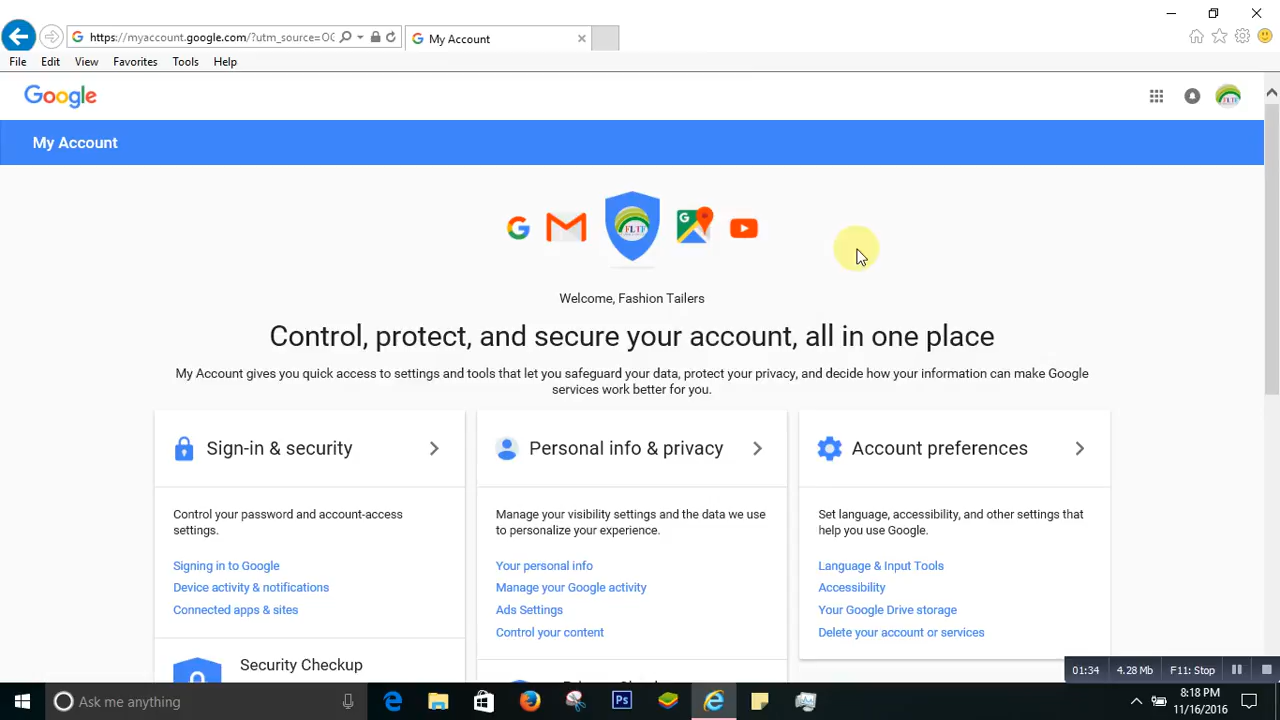 https://myaccount.google.com/?utm_source=OG
My Account
File Edit View Favorites Tools Help
Google
My Account
FLTF
Welcome, Fashion Tailers
Control, protect, and secure your account, all in one place
My Account gives you quick access to settings and tools that let you safeguard your data, protect your privacy, and decide how your information can make Google
services work better for you.
Sign-in & security
Control your password and account-access
settings.
Signing in to Google
Device activity & notifications
Connected apps & sites
Security Checkup
Personal info & privacy
Manage your visibility settings and the data we use
to personalize your experience.
Your personal info
Manage your Google activity
Ads Settings
Control your content
Account preferences
Set language, accessibility, and other settings that
help you use Google.
Language & Input Tools
Accessibility
Your Google Drive storage
Delete your account or services
01:34 4.28 Mb F11: Stop
Ask me anything
Ps
8:18 PM
11/16/2016